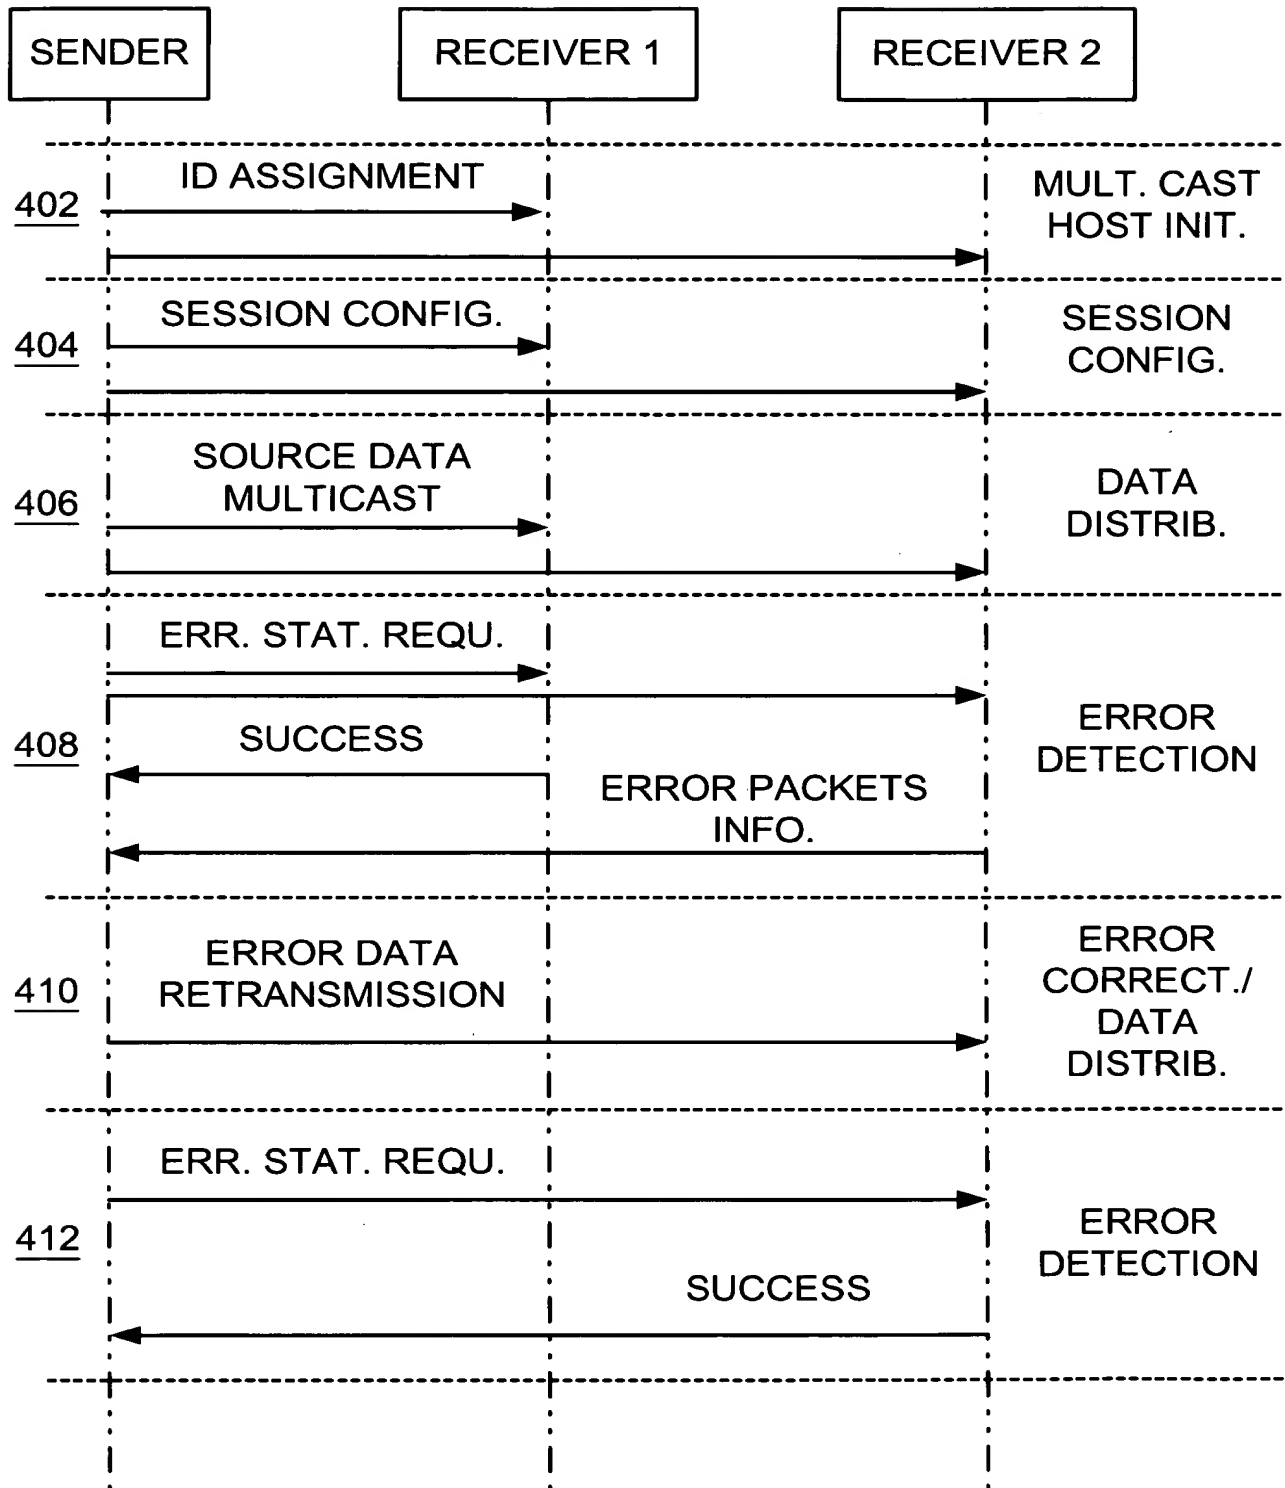 SENDER
RECEIVER 1
RECEIVER 2
402
ID ASSIGNMENT
MULT. CAST
HOST INIT.
404
SESSION CONFIG.
SESSION
CONFIG.
406
SOURCE DATA
MULTICAST
DATA
DISTRIB.
408
ERR. STAT. REQU.
SUCCESS
ERROR PACKETS
INFO.
ERROR
DETECTION
410
ERROR DATA
RETRANSMISSION
ERROR
CORRECT./
DATA
DISTRIB.
412
ERR. STAT. REQU.
SUCCESS
ERROR
DETECTION